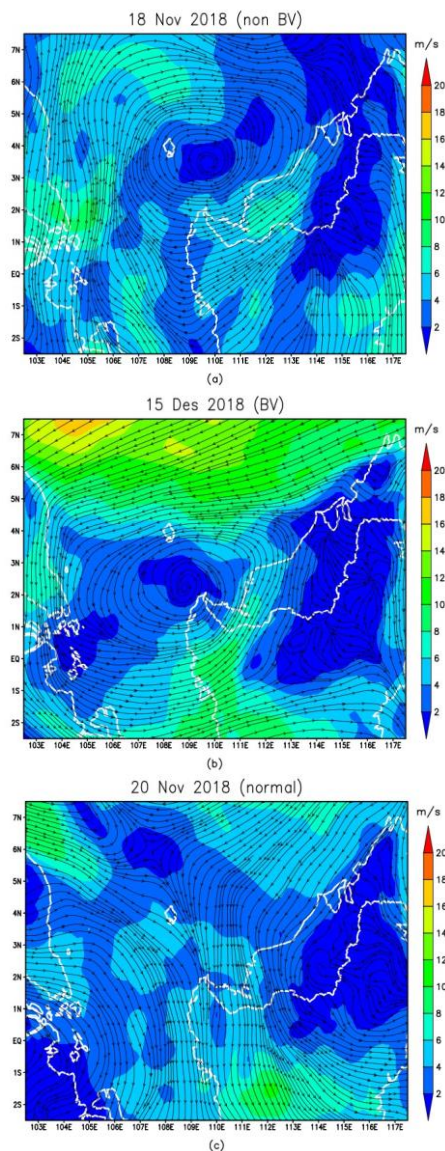 18 Nov 2018 (non BV)
m/s
7N
6N
5N
4N
3N
2N
1N
EQ
1S
2S
20
18
16
14
12
10
8
6
4
2
103E 104E 105E 106E 107E 108E 109E 110E 111E 112E 113E 114E 115E 116E 117E
(a)
15 Des 2018 (BV)
m/s
7N
6N
5N
4N
3N
2N
1N
EQ
1S
2S
20
18
16
14
12
10
8
6
4
2
103E 104E 105E 106E 107E 108E 109E 110E 111E 112E 113E 114E 115E 116E 117E
(b)
20 Nov 2018 (normal)
m/s
7N
6N
5N
4N
3N
2N
1N
EQ
1S
2S
20
18
16
14
12
10
8
6
4
2
103E 104E 105E 106E 107E 108E 109E 110E 111E 112E 113E 114E 115E 116E 117E
(c)